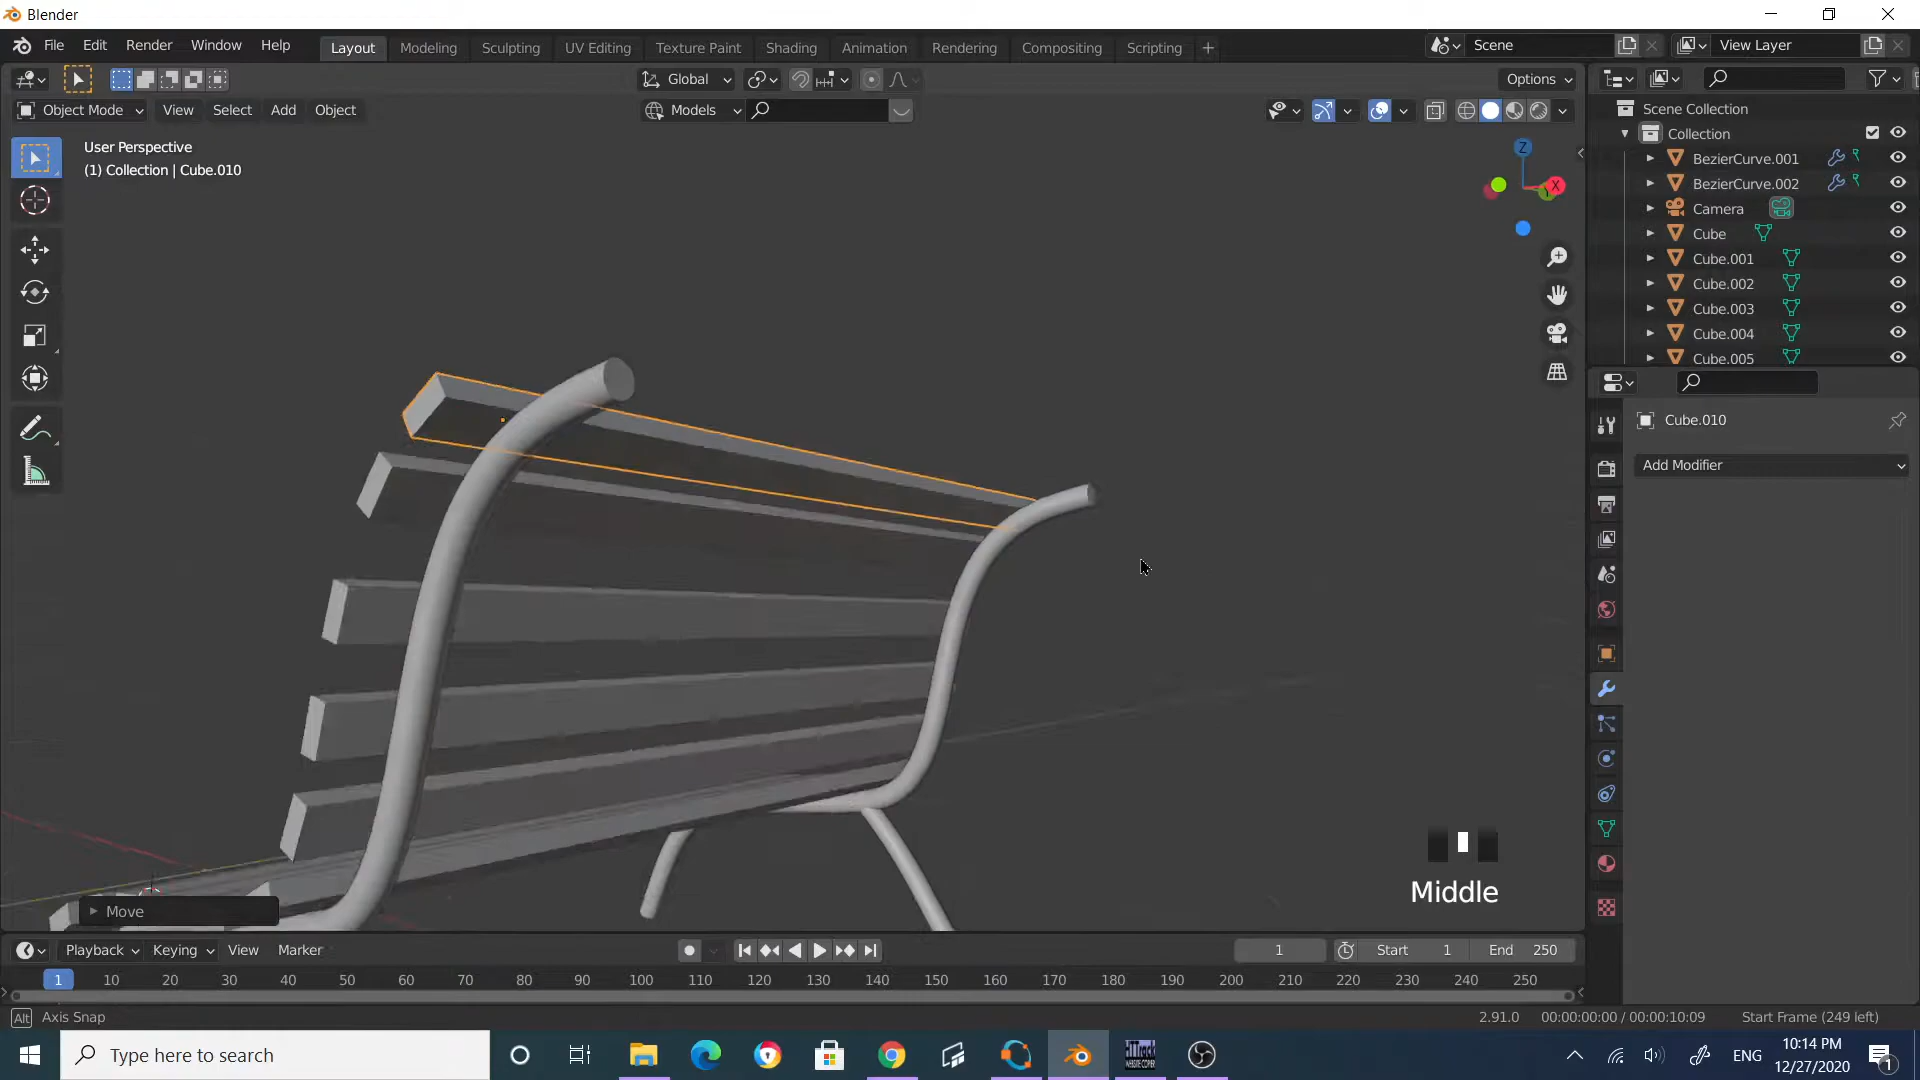 Blender
File Edit Render Window Help Layout Modeling Sculpting UV Editing Texture Paint Shading Animation Rendering Compositing Scripting + Scene View Layer
Global Options
Object Mode View Select Add Object Models
User Perspective
(1) Collection | Cube.010
Z
X
Scene Collection
Collection
BezierCurve.001
BezierCurve.002
Camera
Cube
Cube.001
Cube.002
Cube.003
Cube.004
Cube.005
Cube.010
Add Modifier
Middle
Move
Playback Keying View Marker 1 Start 1 End 250
1 10 20 30 40 50 60 70 80 90 100 110 120 130 140 150 160 170 180 190 200 210 220 230 240 250
Alt Axis Snap 2.91.0 00:00:00:00 / 00:00:10:09 Start Frame (249 left)
Type here to search
HTTrack
WEBSITE COPIER
ENG
10:14 PM
12/27/2020
1